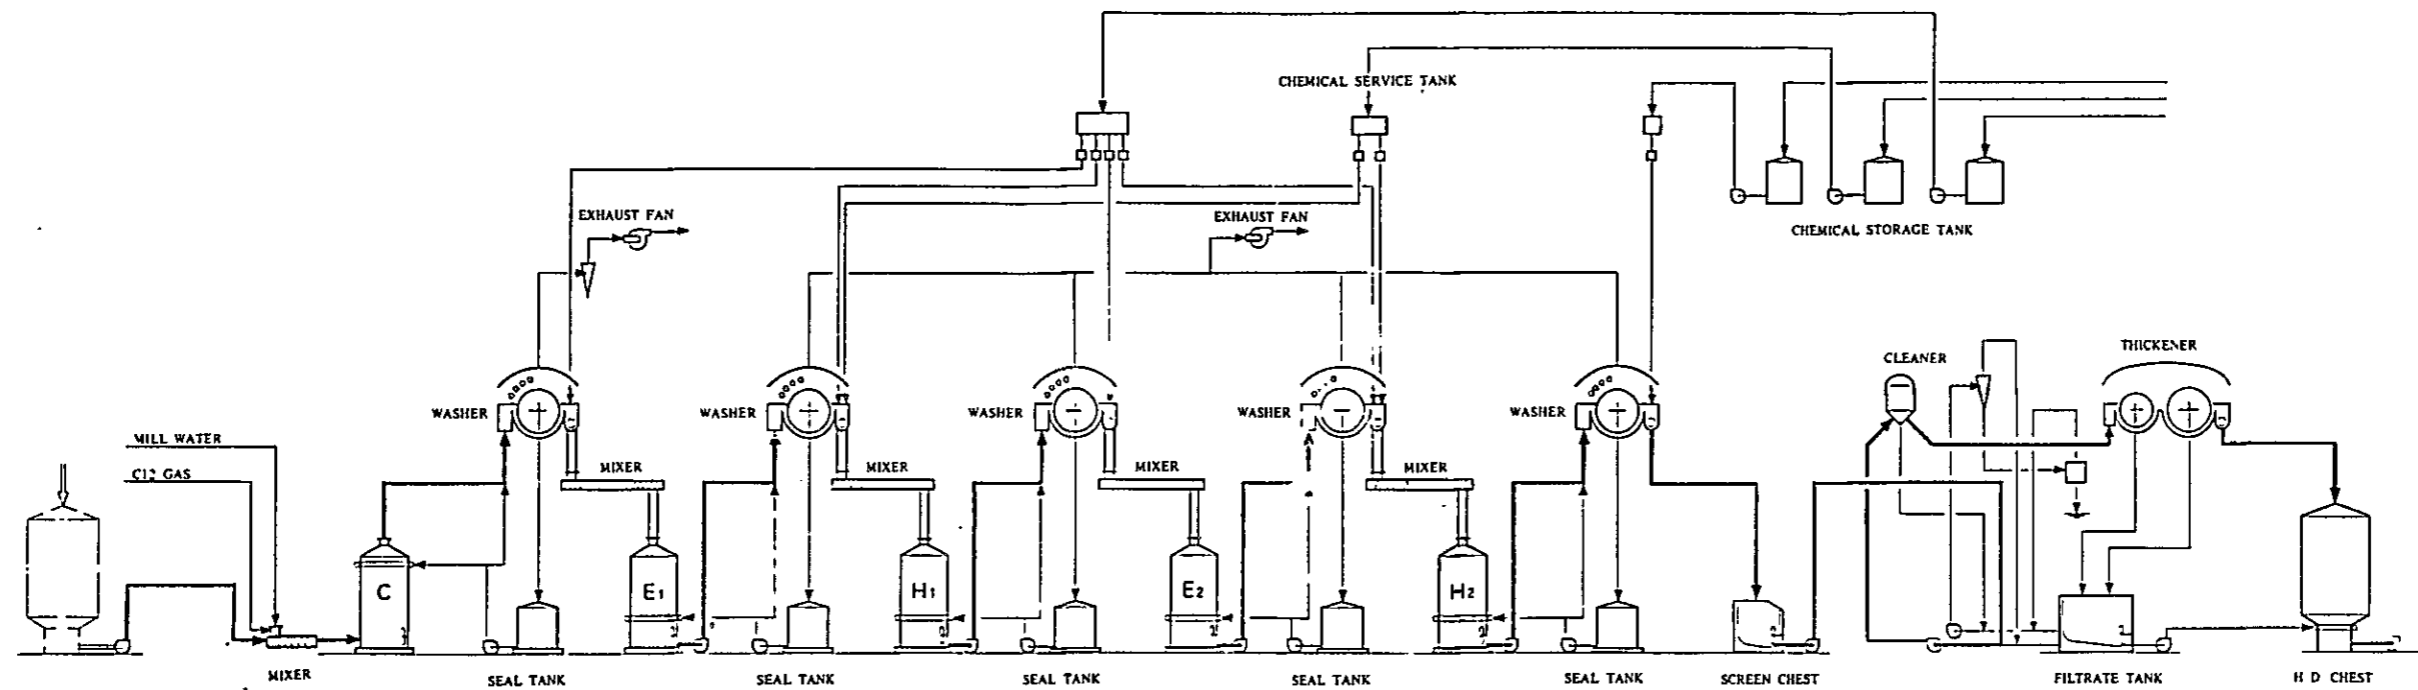 CHEMICAL SERVICE TANK
EXHAUST FAN
EXHAUST FAN
CHEMICAL STORAGE TANK
CLEANER
THICKENER
WASHER
WASHER
WASHER
WASHER
WASHER
MILL WATER
C12 GAS
MIXER
MIXER
MIXER
MIXER
C
E1
H1
E2
H2
MIXER
SEAL TANK
SEAL TANK
SEAL TANK
SEAL TANK
SEAL TANK
SCREEN CHEST
FILTRATE TANK
H D CHEST